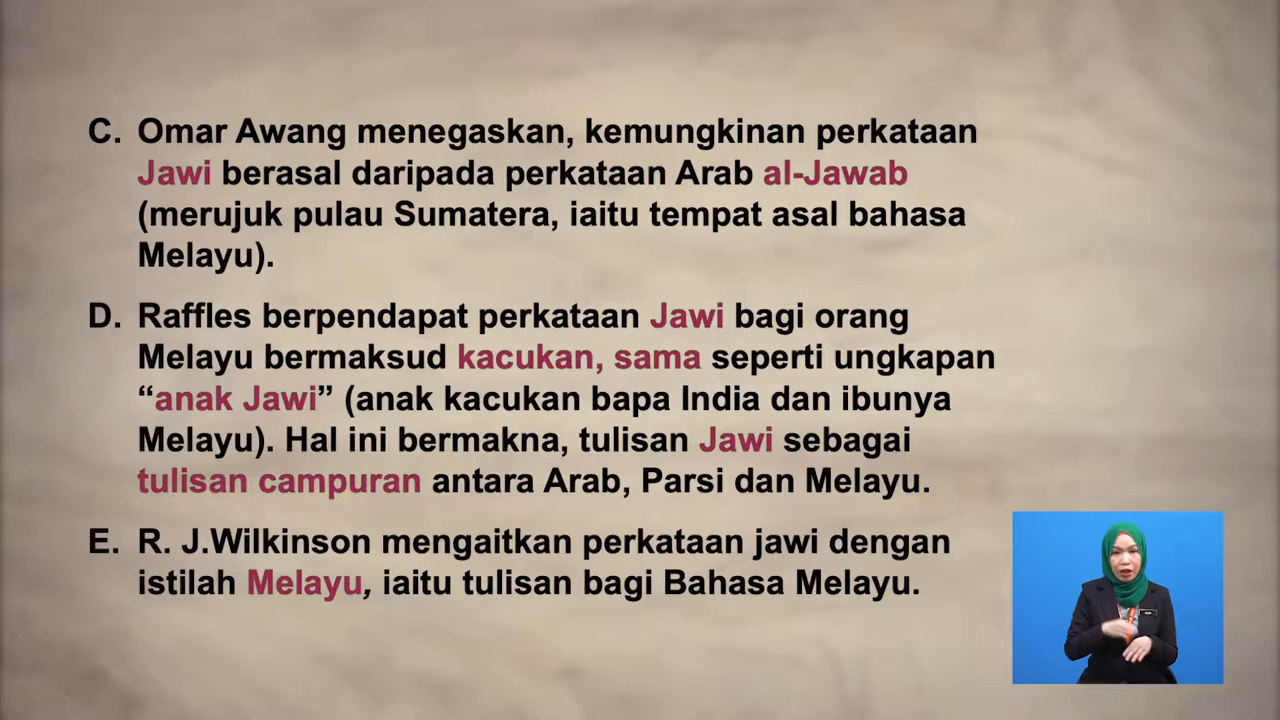 C. Omar Awang menegaskan, kemungkinan perkataan
Jawi berasal daripada perkataan Arab al-Jawab
(merujuk pulau Sumatera, iaitu tempat asal bahasa
Melayu).
D. Raffles berpendapat perkataan Jawi bagi orang
Melayu bermaksud kacukan, sama seperti ungkapan
“anak Jawi” (anak kacukan bapa India dan ibunya
Melayu). Hal ini bermakna, tulisan Jawi sebagai
tulisan campuran antara Arab, Parsi dan Melayu.
E. R. J.Wilkinson mengaitkan perkataan jawi dengan
istilah Melayu, iaitu tulisan bagi Bahasa Melayu.